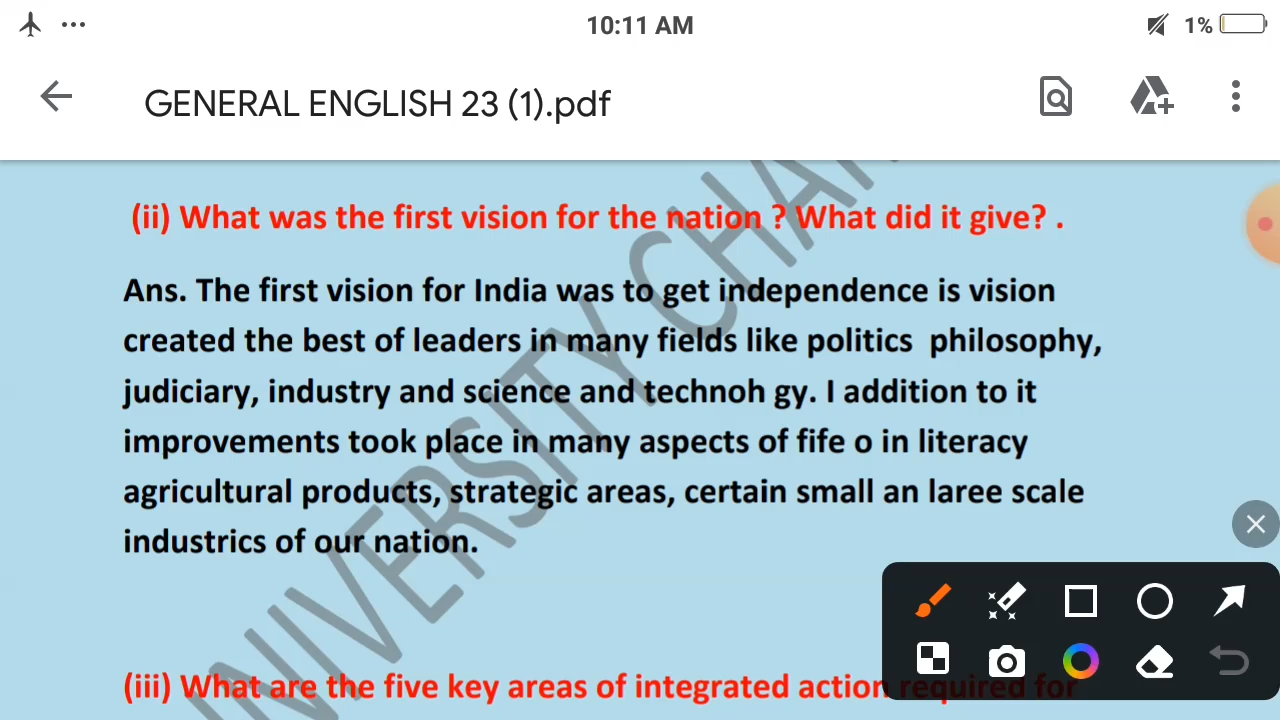 10:11 AM
1%
GENERAL ENGLISH 23 (1).pdf
(ii) What was the first vision for the nation ? What did it give? .
Ans. The first vision for India was to get independence is vision
created the best of leaders in many fields like politics philosophy,
judiciary, industry and science and technoh gy. I addition to it
improvements took place in many aspects of fife o in literacy
agricultural products, strategic areas, certain small an laree scale
industrics of our nation.
(iii) What are the five key areas of integrated action required for